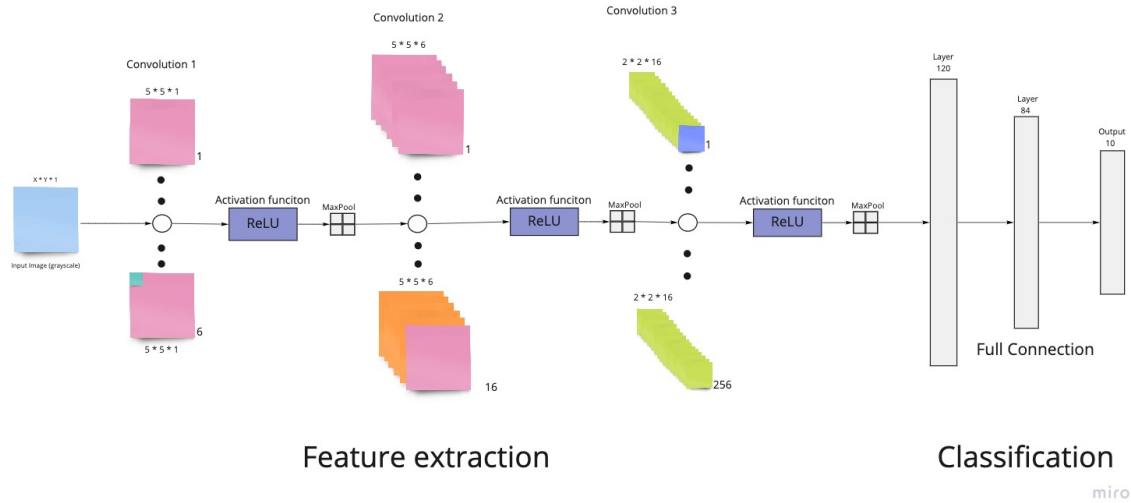 Convolution 1
5 * 5 * 1
1
6
5 * 5 * 1
X * Y * 1
Input Image (grayscale)
Activation funciton
ReLU
MaxPool
Convolution 2
5 * 5 * 6
1
5 * 5 * 6
16
Activation funciton
ReLU
MaxPool
Convolution 3
2 * 2 * 16
1
2 * 2 * 16
256
Activation funciton
ReLU
MaxPool
Layer
120
Layer
84
Output
10
Full Connection
Feature extraction
Classification
miro